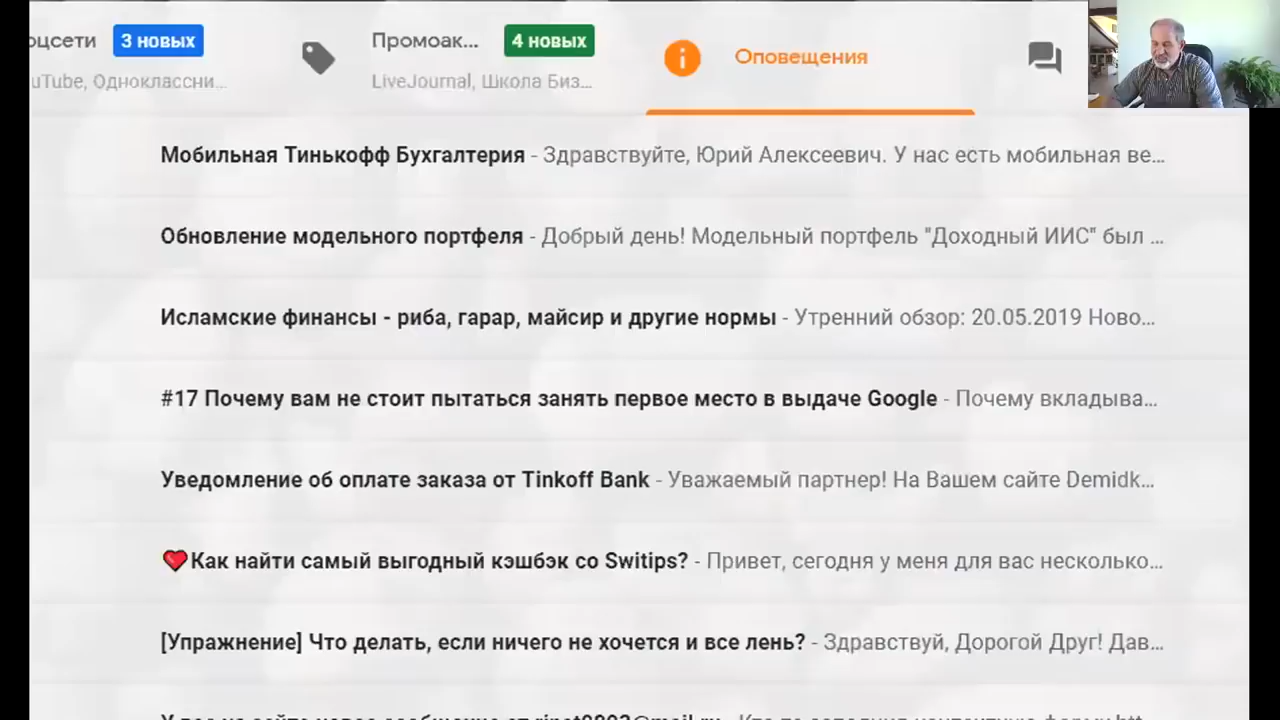 оцсети 3 новых
uTube, Одноклассни...
Промоак... 4 новых
LiveJournal, Школа Биз...
Оповещения
Мобильная Тинькофф Бухгалтерия - Здравствуйте, Юрий Алексеевич. У нас есть мобильная ве...
Обновление модельного портфеля - Добрый день! Модельный портфель "Доходный ИИС" был ...
Исламские финансы - риба, гарар, майсир и другие нормы - Утренний обзор: 20.05.2019 Ново...
#17 Почему вам не стоит пытаться занять первое место в выдаче Google - Почему вкладыва...
Уведомление об оплате заказа от Tinkoff Bank - Уважаемый партнер! На Вашем сайте Demidk...
❤Как найти самый выгодный кэшбэк со Switips? - Привет, сегодня у меня для вас несколько...
[Упражнение] Что делать, если ничего не хочется и все лень? - Здравствуй, Дорогой Друг! Дав...